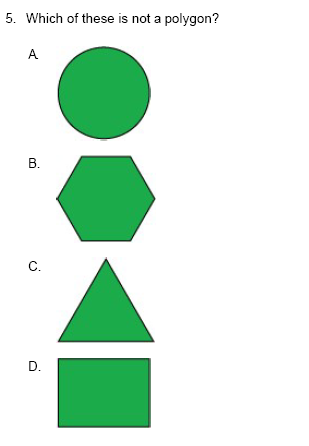 5. Which of these is not a polygon?
A.
B.
C.
D.